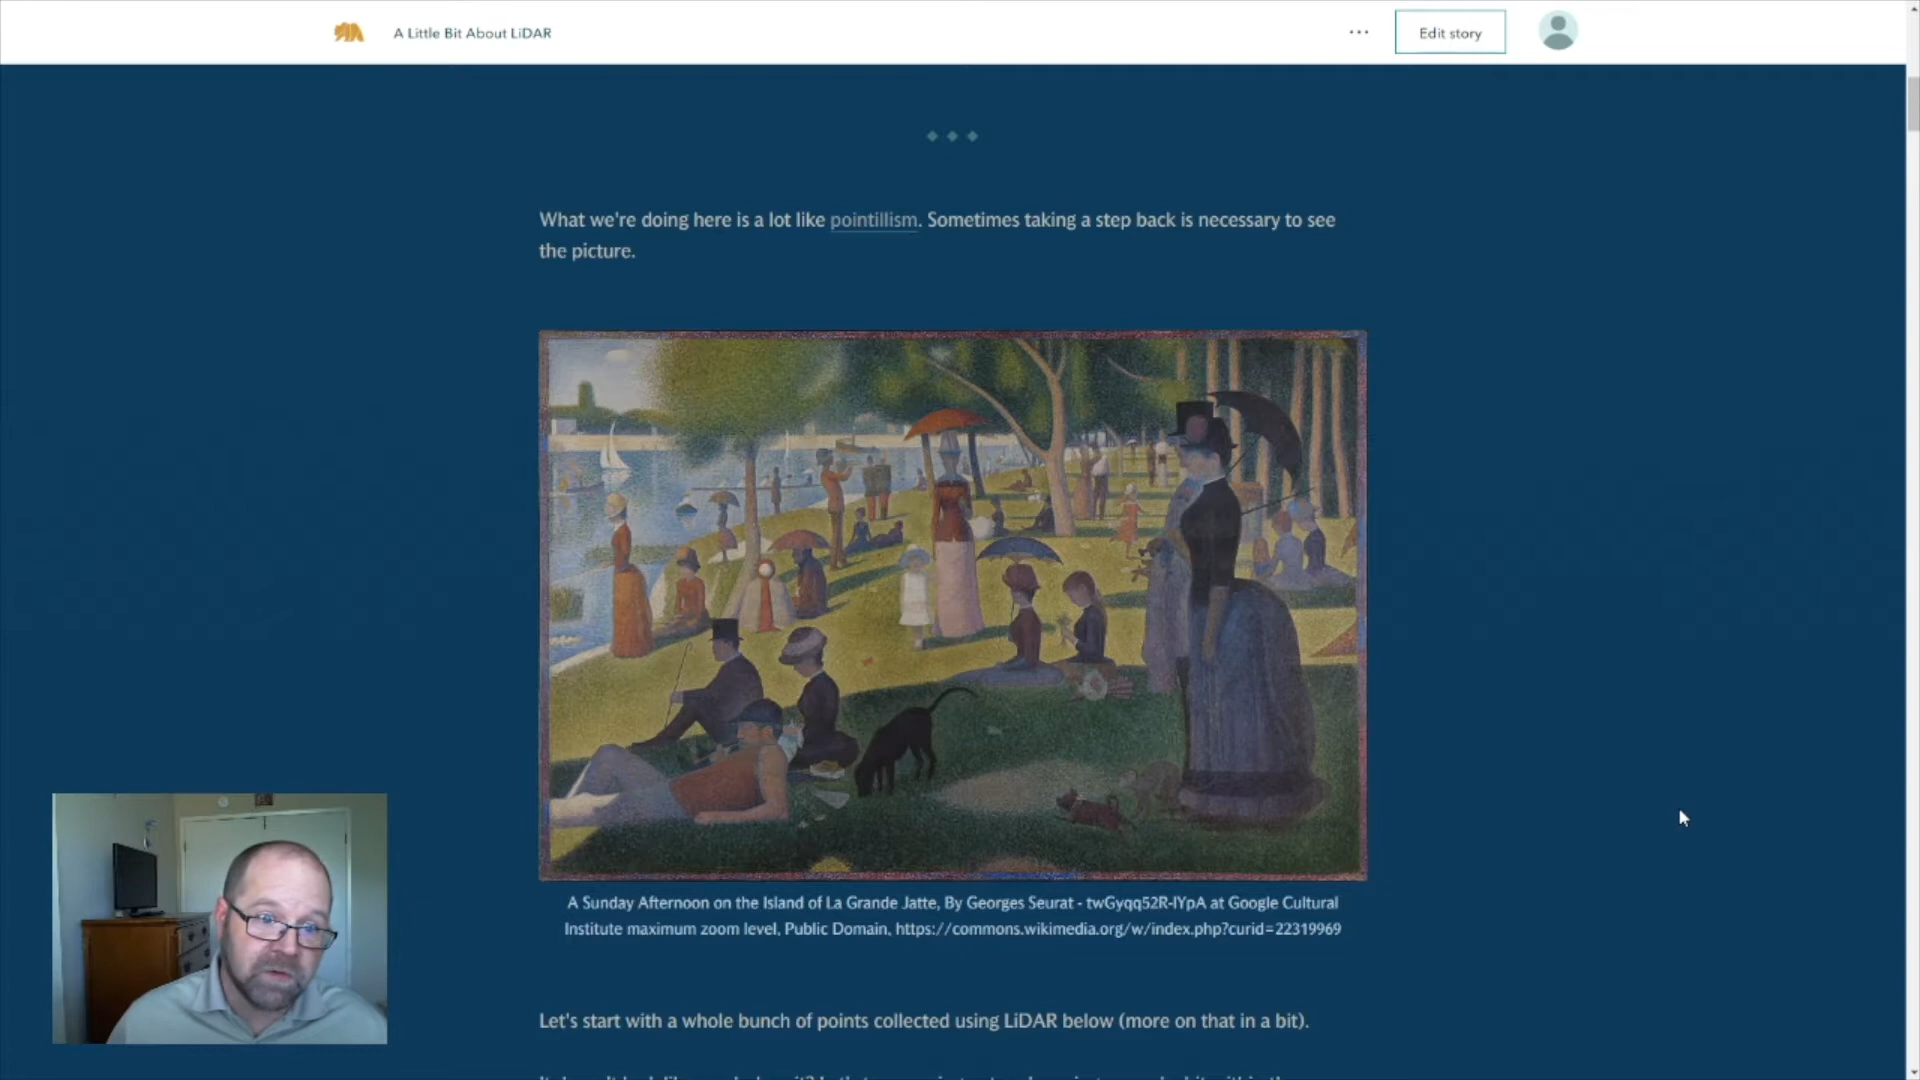 A Little Bit About LiDAR
Edit story
What we're doing here is a lot like pointillism. Sometimes taking a step back is necessary to see
the picture.
A Sunday Afternoon on the Island of La Grande Jatte, By Georges Seurat - twGyqq52R-lYpA at Google Cultural
Institute maximum zoom level, Public Domain, https://commons.wikimedia.org/w/index.php?curid=22319969
Let's start with a whole bunch of points collected using LiDAR below (more on that in a bit).